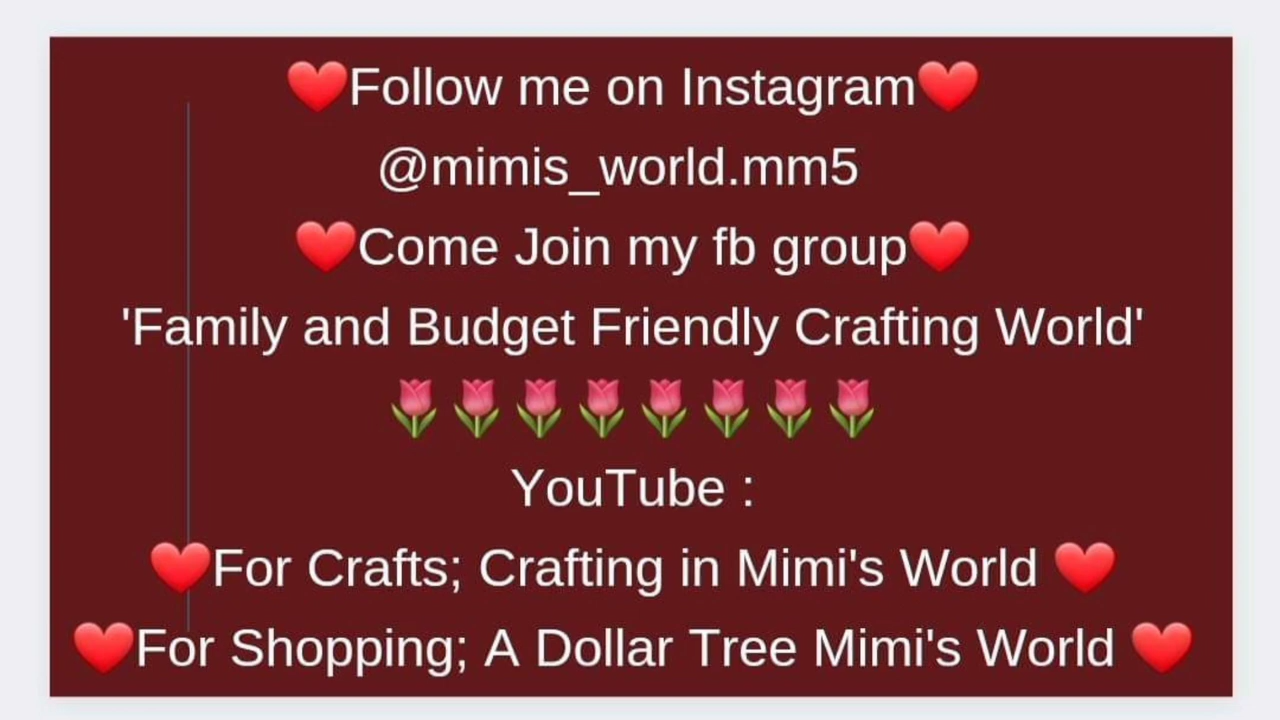 ❤️Follow me on Instagram❤️
@mimis_world.mm5
❤️Come Join my fb group❤️
'Family and Budget Friendly Crafting World'
🌷🌷🌷🌷🌷🌷🌷🌷
YouTube :
❤️For Crafts; Crafting in Mimi's World ❤️
❤️For Shopping; A Dollar Tree Mimi's World ❤️